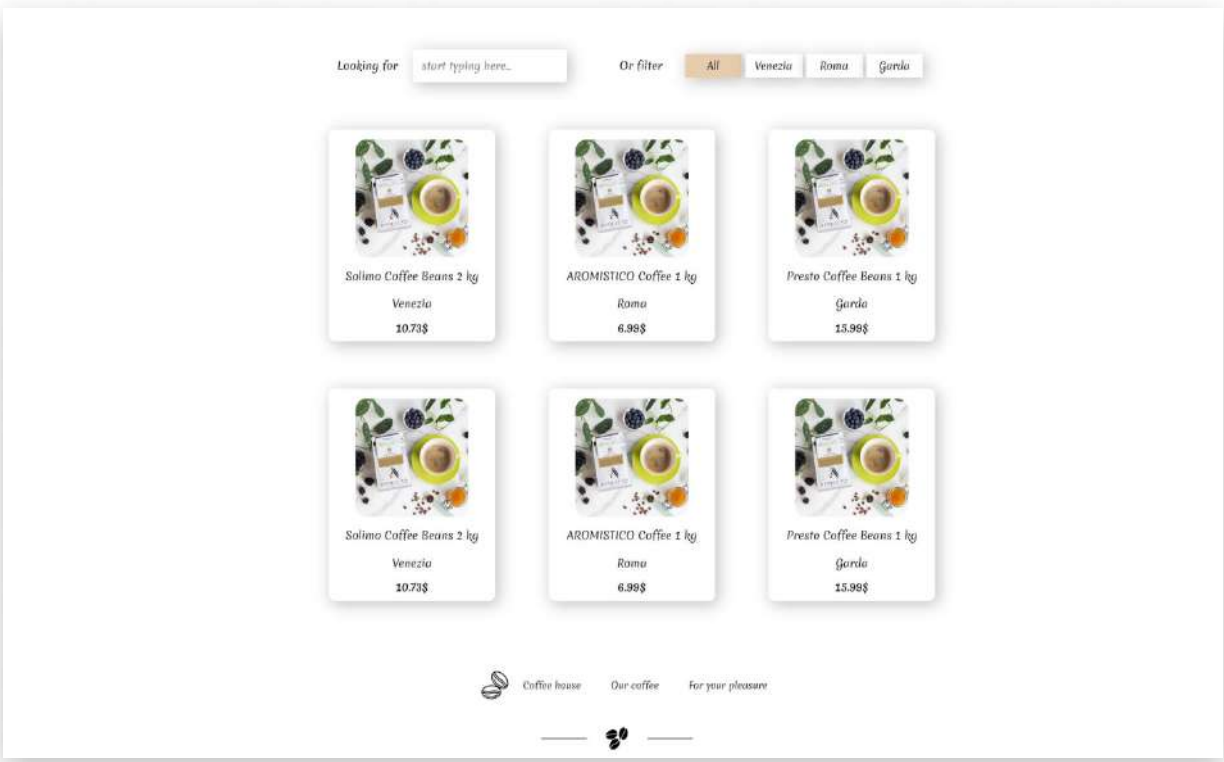 Looking for start typing here... Or filter All Venezia Roma Garda
Solimo Coffee Beans 2 kg AROMISTICO Coffee 1 kg Presto Coffee Beans 1 kg
Venezia Roma Garda
10.73$ 6.99$ 15.99$
Solimo Coffee Beans 2 kg AROMISTICO Coffee 1 kg Presto Coffee Beans 1 kg
Venezia Roma Garda
10.73$ 6.99$ 15.99$
Coffee house Our coffee For your pleasure